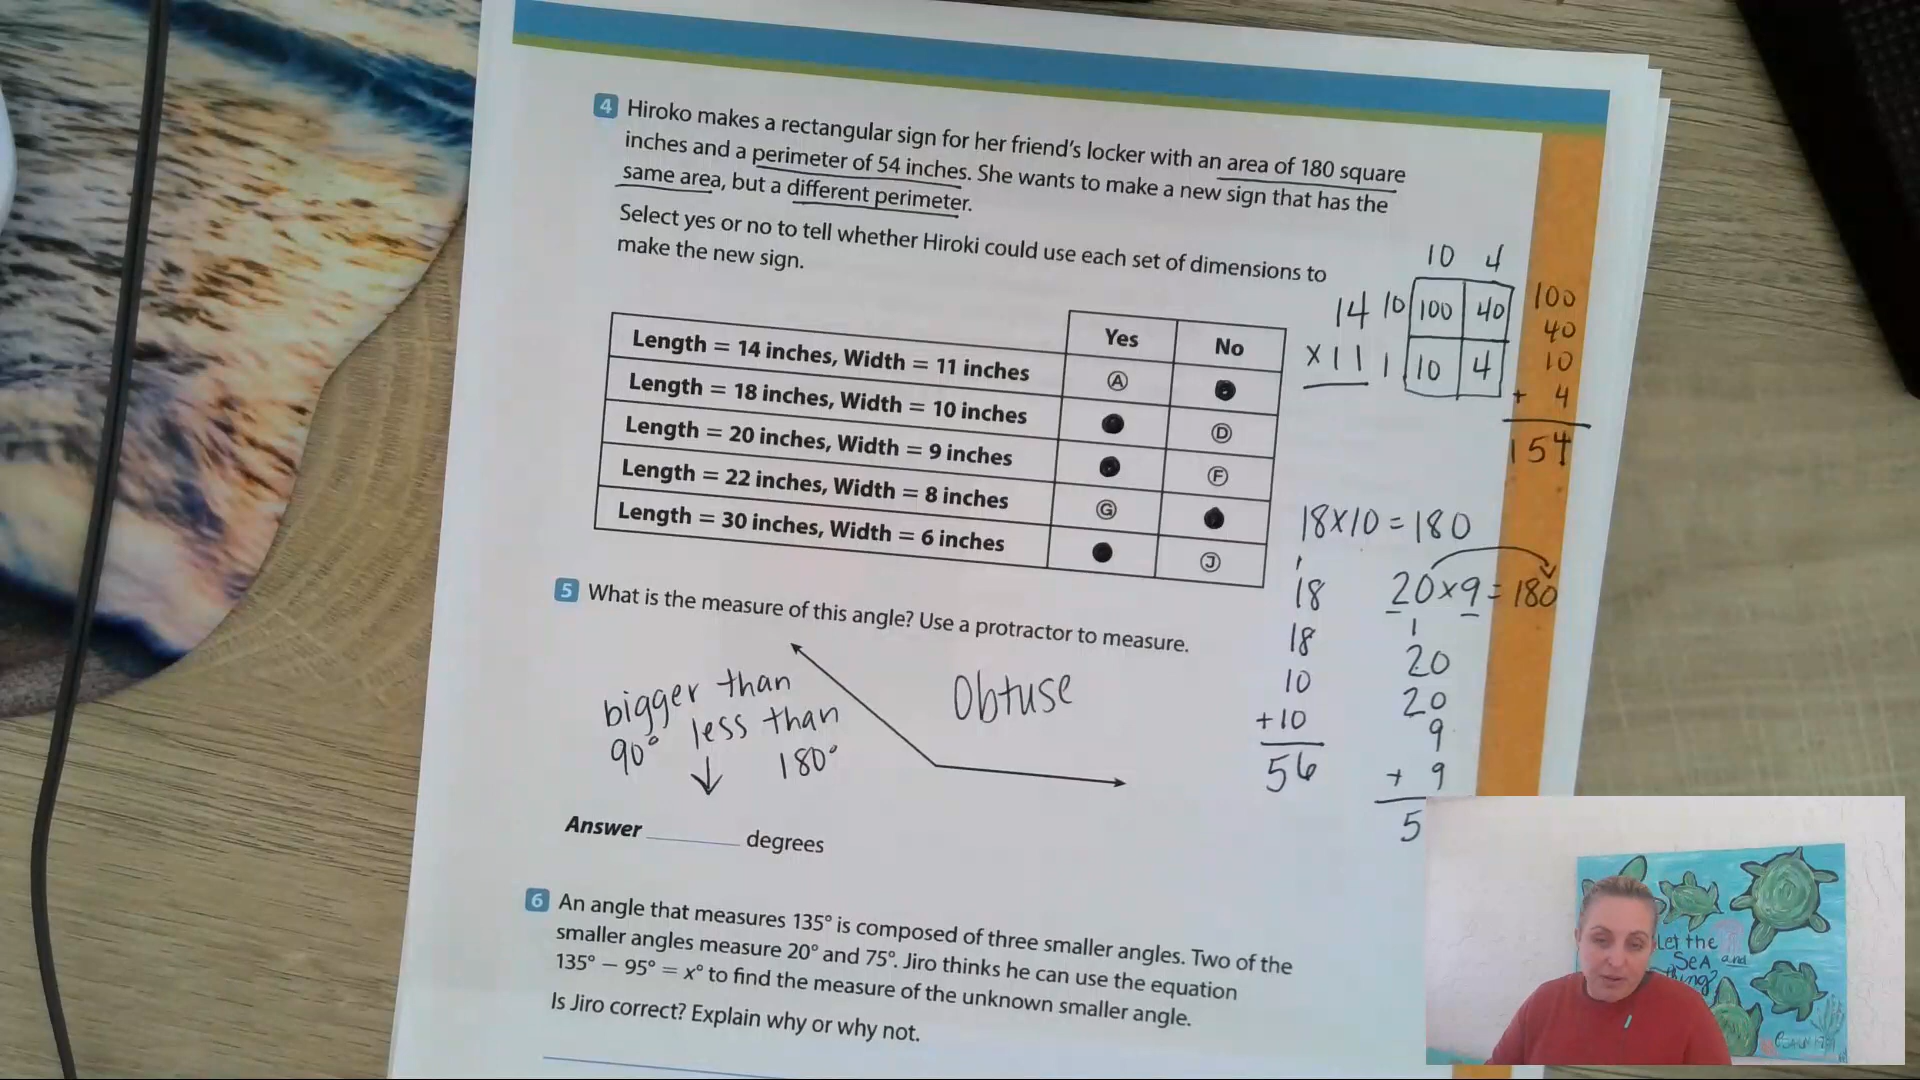 4 Hiroko makes a rectangular sign for her friend's locker with an area of 180 square
inches and a perimeter of 54 inches. She wants to make a new sign that has the
same area, but a different perimeter.
Select yes or no to tell whether Hiroki could use each set of dimensions to
make the new sign.
Yes No
Length = 14 inches, Width = 11 inches A
Length = 18 inches, Width = 10 inches D
Length = 20 inches, Width = 9 inches F
Length = 22 inches, Width = 8 inches G
Length = 30 inches, Width = 6 inches J
10 4
14 10 100 40
x 11 1 10 4
100
40
10
+ 4
154
18x10=180
18
18
10
+10
56
20x9=180
1
20
20
9
+ 9
5
5 What is the measure of this angle? Use a protractor to measure.
bigger than
90° less than
180°
Obtuse
Answer degrees
6 An angle that measures 135° is composed of three smaller angles. Two of the
smaller angles measure 20° and 75°. Jiro thinks he can use the equation
135° − 95° = x° to find the measure of the unknown smaller angle.
Is Jiro correct? Explain why or why not.
Let the
SeA and